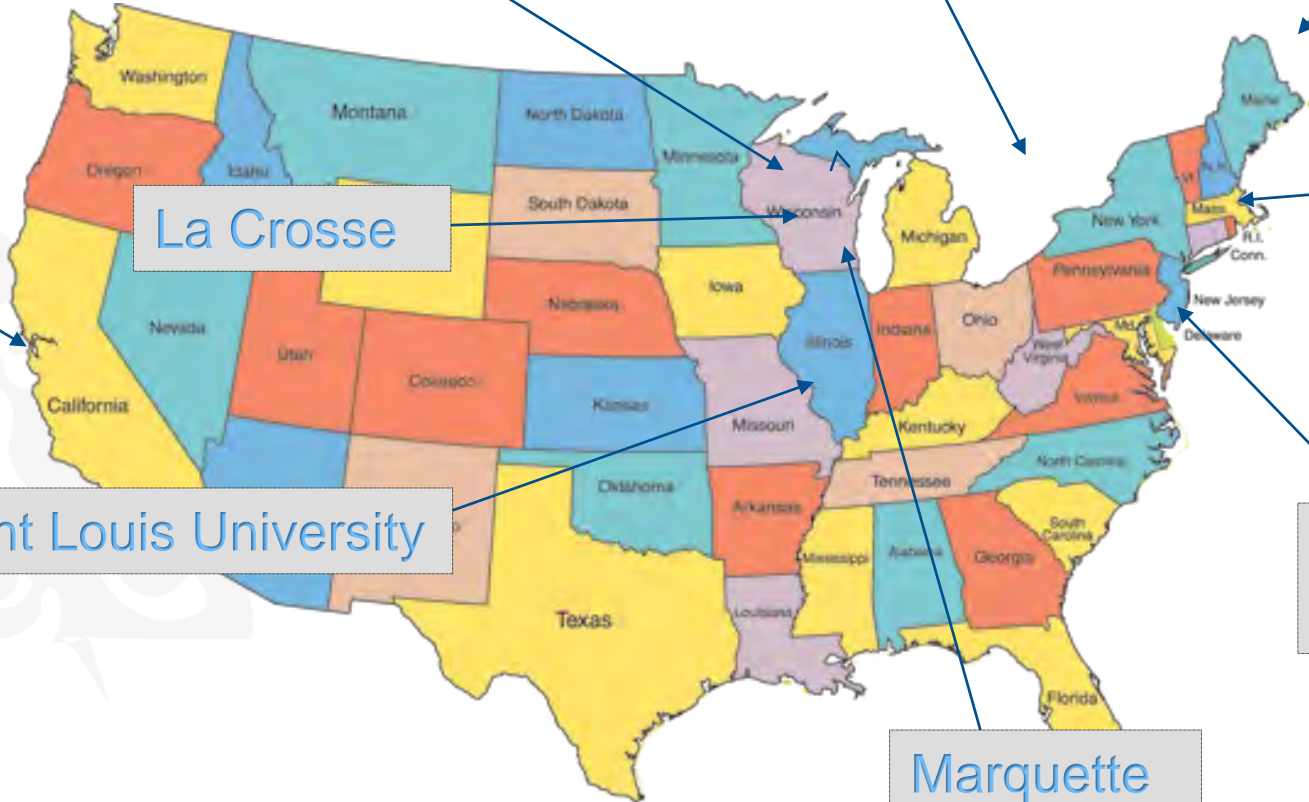 Washington
Maine
Montana
North Dakota
Minnesota
Oregon
Idaho
Vt.
N.H.
South Dakota
Wisconsin
Mass.
La Crosse
New York
Michigan
R.I.
Conn.
Pennsylvania
Iowa
Nebraska
New Jersey
Nevada
Ohio
Indiana
Md.
Delaware
Illinois
Utah
West
Virginia
Colorado
California
Kansas
Virginia
Missouri
Kentucky
North Carolina
Tennessee
Oklahoma
Arkansas
nt Louis University
o
South
Carolina
Mississippi
Alabama
Georgia
Louisiana
Texas
Florida
Marquette